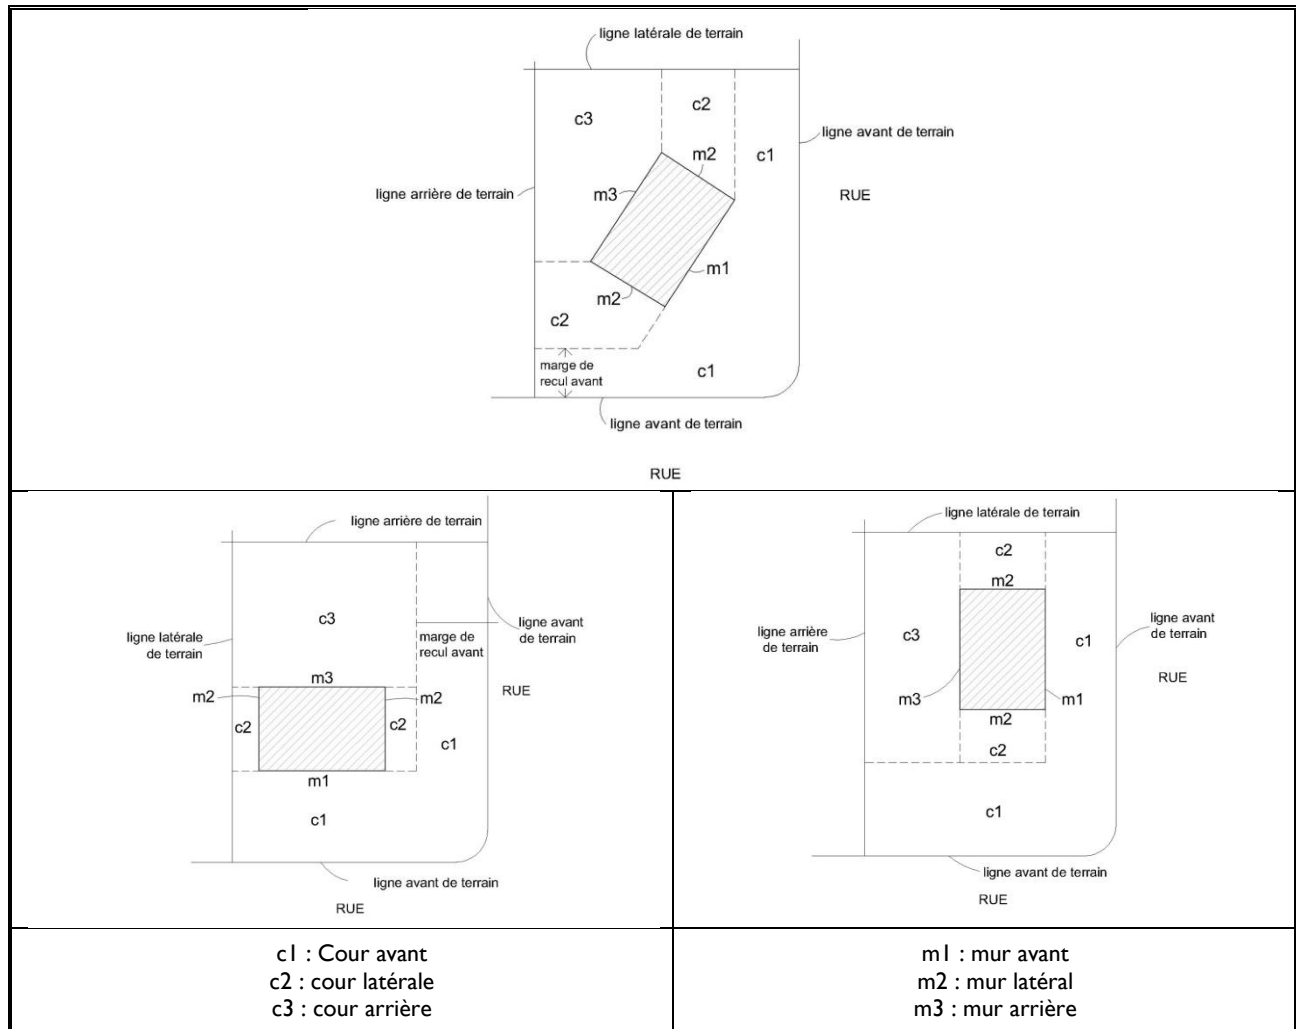 ligne latérale de terrain
c2
c3
ligne avant de terrain
m2
c1
ligne arrière de terrain
m3
RUE
m1
m2
c2
marge de
recul avant
c1
ligne avant de terrain
RUE
ligne arrière de terrain
c3
ligne avant
de terrain
ligne latérale
de terrain
marge de
recul avant
m3
RUE
m2
m2
c2
c2
c1
m1
c1
ligne avant de terrain
RUE
ligne latérale de terrain
c2
m2
ligne avant
de terrain
ligne arrière
de terrain
c3
c1
RUE
m3
m1
m2
c2
c1
ligne avant de terrain
RUE
c1 : Cour avant
c2 : cour latérale
c3 : cour arrière
m1 : mur avant
m2 : mur latéral
m3 : mur arrière